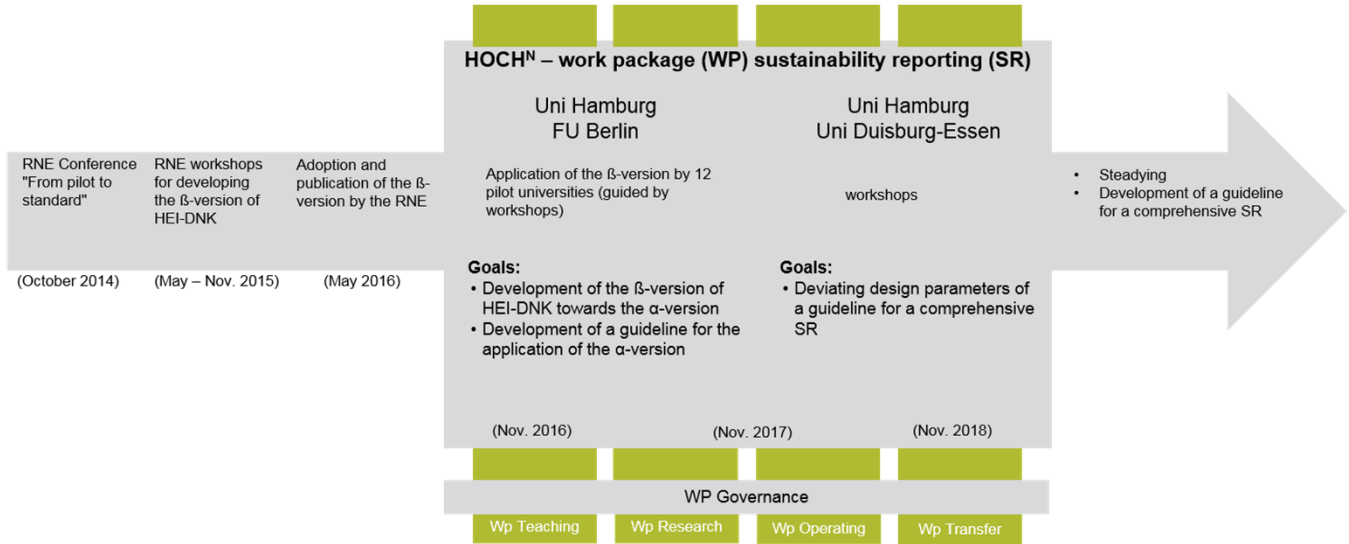 HOCHᴺ – work package (WP) sustainability reporting (SR)
RNE Conference
"From pilot to
standard"
(October 2014)
RNE workshops
for developing
the ß-version of
HEI-DNK
(May – Nov. 2015)
Adoption and
publication of the ß-
version by the RNE
(May 2016)
Uni Hamburg
FU Berlin
Application of the ß-version by 12
pilot universities (guided by
workshops)
Goals:
• Development of the ß-version of
HEI-DNK towards the α-version
• Development of a guideline for the
application of the α-version
Uni Hamburg
Uni Duisburg-Essen
workshops
Goals:
• Deviating design parameters of
a guideline for a comprehensive
SR
(Nov. 2016)
(Nov. 2017)
(Nov. 2018)
• Steadying
• Development of a guideline
for a comprehensive SR
WP Governance
Wp Teaching
Wp Research
Wp Operating
Wp Transfer